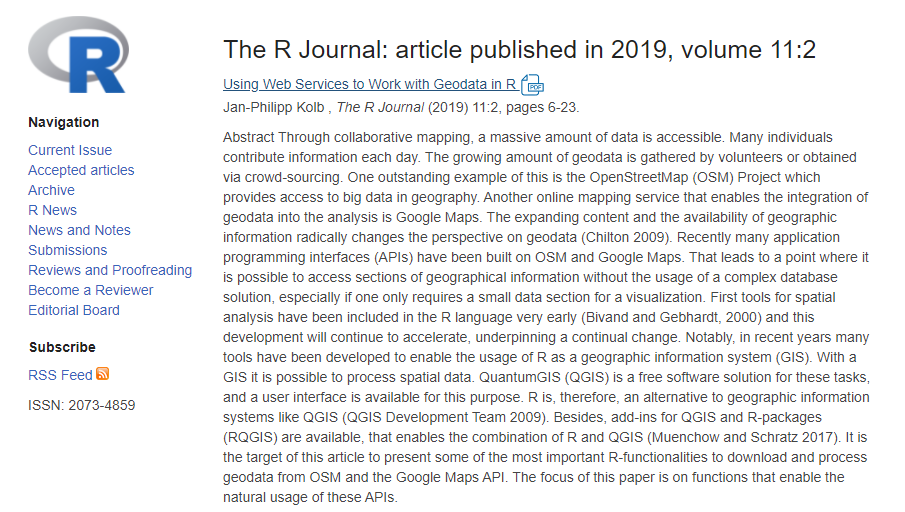 R
The R Journal: article published in 2019, volume 11:2
Using Web Services to Work with Geodata in R PDF
Jan-Philipp Kolb , The R Journal (2019) 11:2, pages 6-23.
Navigation
Current Issue
Accepted articles
Archive
R News
News and Notes
Submissions
Reviews and Proofreading
Become a Reviewer
Editorial Board
Subscribe
RSS Feed
ISSN: 2073-4859
Abstract Through collaborative mapping, a massive amount of data is accessible. Many individuals
contribute information each day. The growing amount of geodata is gathered by volunteers or obtained
via crowd-sourcing. One outstanding example of this is the OpenStreetMap (OSM) Project which
provides access to big data in geography. Another online mapping service that enables the integration of
geodata into the analysis is Google Maps. The expanding content and the availability of geographic
information radically changes the perspective on geodata (Chilton 2009). Recently many application
programming interfaces (APIs) have been built on OSM and Google Maps. That leads to a point where it
is possible to access sections of geographical information without the usage of a complex database
solution, especially if one only requires a small data section for a visualization. First tools for spatial
analysis have been included in the R language very early (Bivand and Gebhardt, 2000) and this
development will continue to accelerate, underpinning a continual change. Notably, in recent years many
tools have been developed to enable the usage of R as a geographic information system (GIS). With a
GIS it is possible to process spatial data. QuantumGIS (QGIS) is a free software solution for these tasks,
and a user interface is available for this purpose. R is, therefore, an alternative to geographic information
systems like QGIS (QGIS Development Team 2009). Besides, add-ins for QGIS and R-packages
(RQGIS) are available, that enables the combination of R and QGIS (Muenchow and Schratz 2017). It is
the target of this article to present some of the most important R-functionalities to download and process
geodata from OSM and the Google Maps API. The focus of this paper is on functions that enable the
natural usage of these APIs.